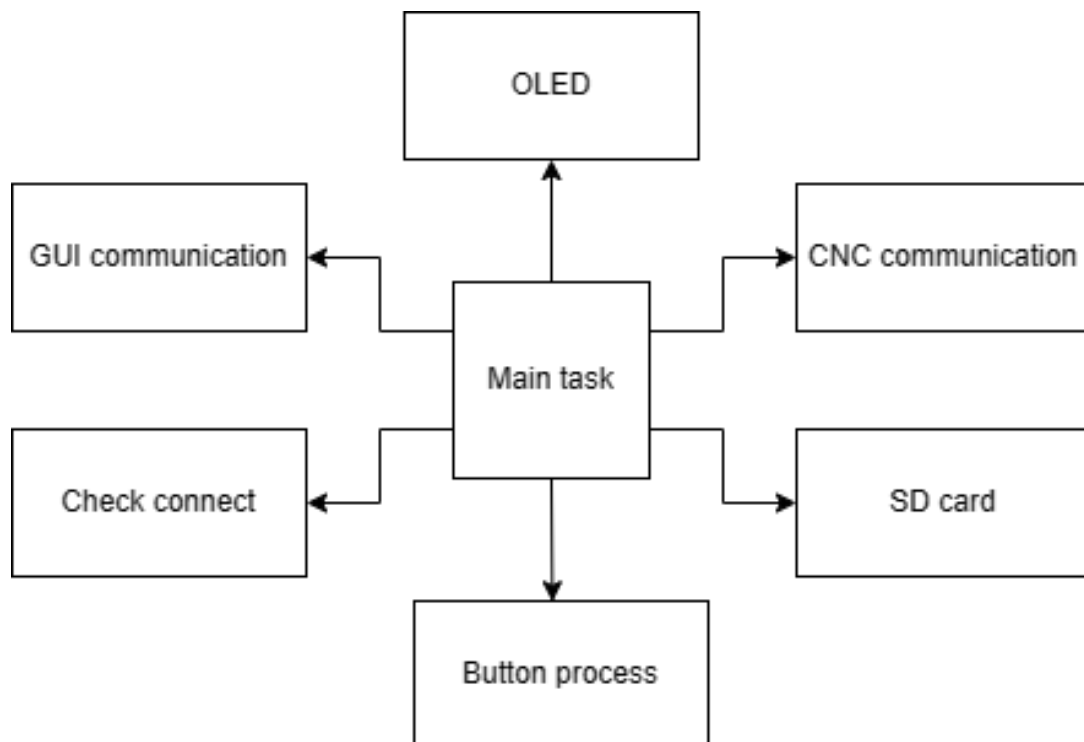 OLED
GUI communication
CNC communication
Main task
Check connect
SD card
Button process